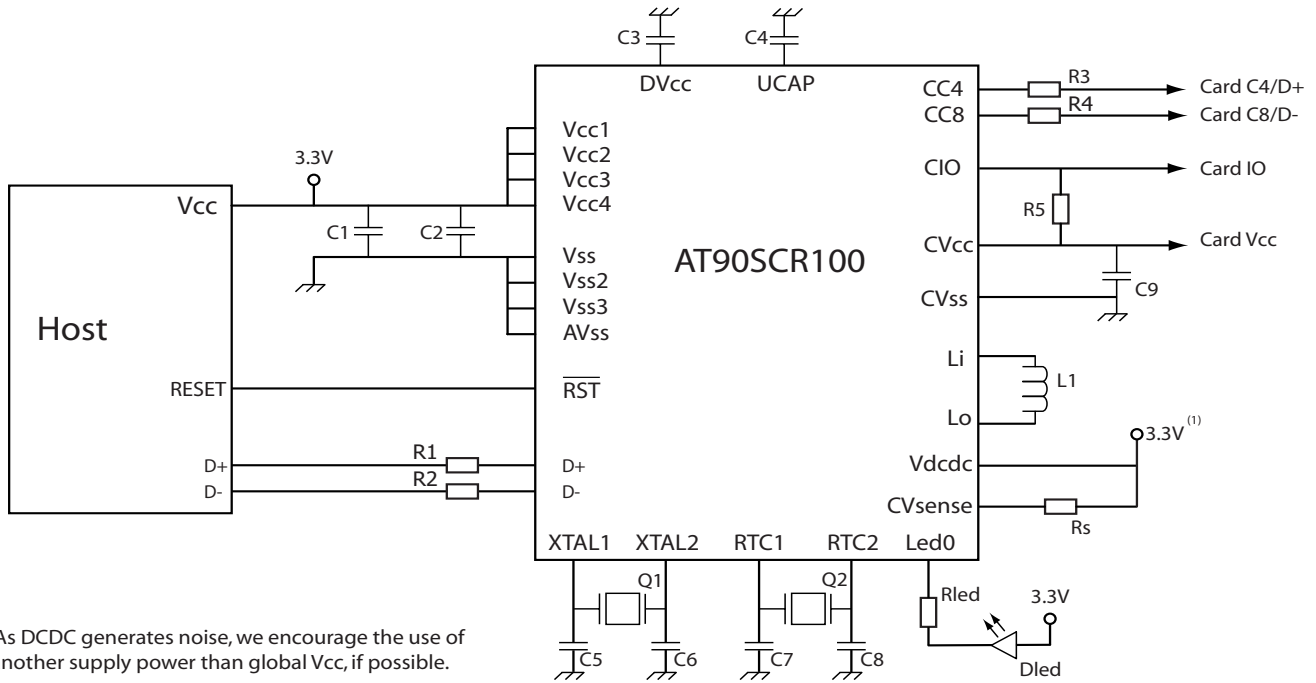 C3
C4
DVcc
UCAP
CC4
R3
Card C4/D+
CC8
R4
Card C8/D-
Vcc1
Vcc2
Vcc3
Vcc4
3.3V
Vcc
C1
C2
CIO
Card IO
R5
Vss
Vss2
Vss3
AVss
AT90SCR100
CVcc
Card Vcc
C9
CVss
Host
Li
L1
Lo
RESET
RST
3.3V (1)
D+
R1
D+
D-
R2
D-
Vdcdc
CVsense
Rs
XTAL1
XTAL2
RTC1
RTC2
Led0
Q1
Q2
Rled
3.3V
C5
C6
C7
C8
Dled
As DCDC generates noise, we encourage the use of
nother supply power than global Vcc, if possible.